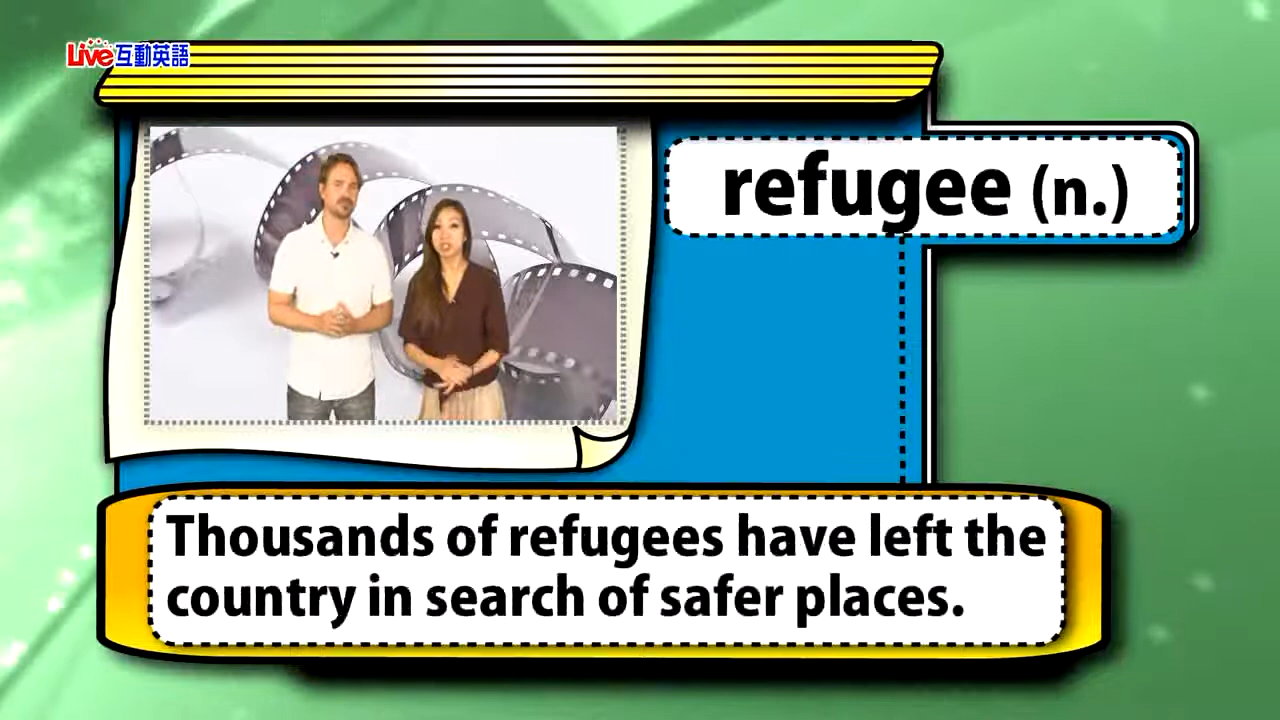 Live互動英語
refugee (n.)
Thousands of refugees have left the
country in search of safer places.